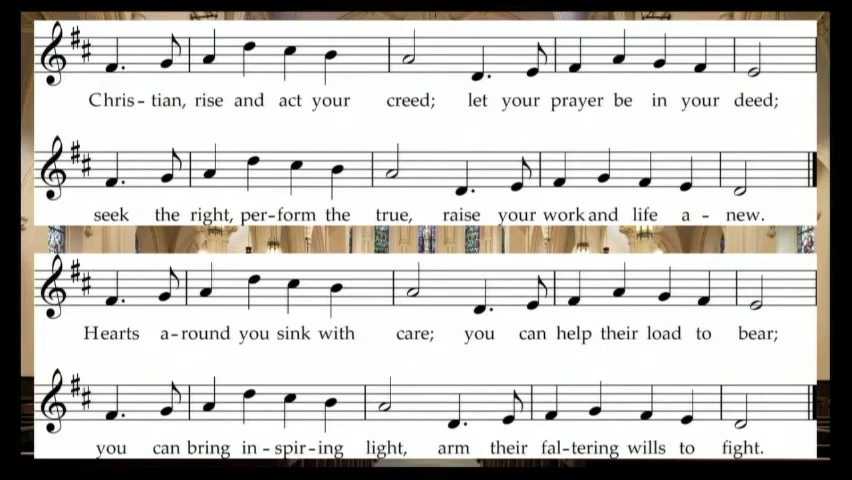 Chris - tian, rise and act your creed; let your prayer be in your deed;
seek the right, per-form the true, raise your work and life a - new.
Hearts a-round you sink with care; you can help their load to bear;
you can bring in - spir-ing light, arm their fal-tering wills to fight.